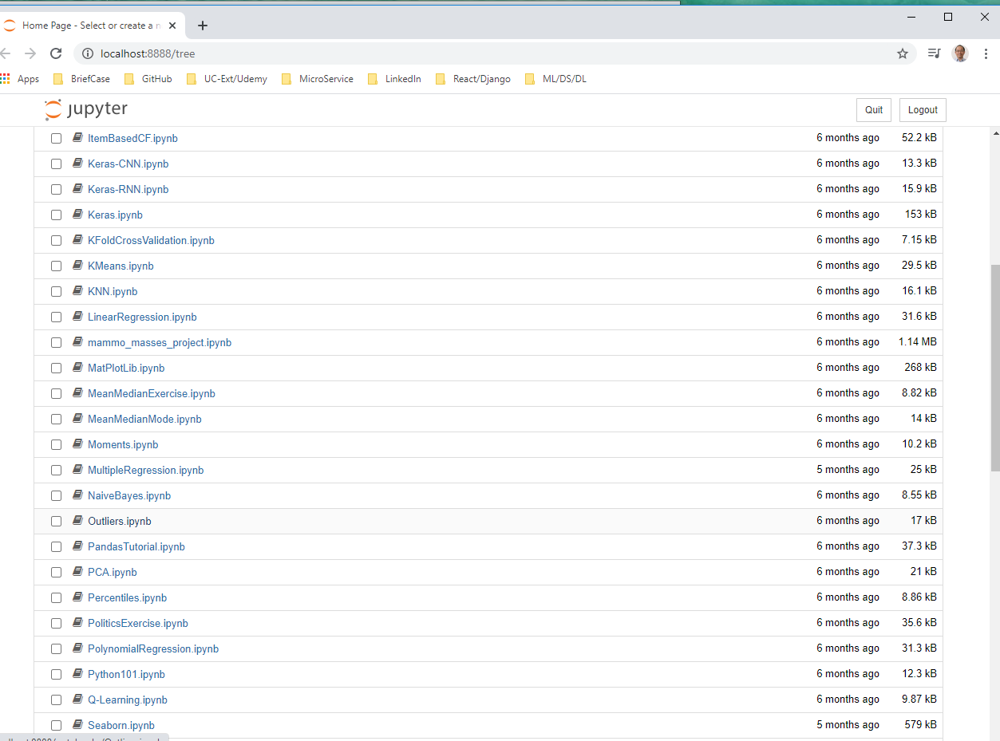 Home Page - Select or create a n
localhost:8888/tree
Apps BriefCase GitHub UC-Ext/Udemy MicroService LinkedIn React/Django ML/DS/DL
jupyter Quit Logout
ItemBasedCF.ipynb 6 months ago 52.2 kB
Keras-CNN.ipynb 6 months ago 13.3 kB
Keras-RNN.ipynb 6 months ago 15.9 kB
Keras.ipynb 6 months ago 153 kB
KFoldCrossValidation.ipynb 6 months ago 7.15 kB
KMeans.ipynb 6 months ago 29.5 kB
KNN.ipynb 6 months ago 16.1 kB
LinearRegression.ipynb 6 months ago 31.6 kB
mammo_masses_project.ipynb 6 months ago 1.14 MB
MatPlotLib.ipynb 6 months ago 268 kB
MeanMedianExercise.ipynb 6 months ago 8.82 kB
MeanMedianMode.ipynb 6 months ago 14 kB
Moments.ipynb 6 months ago 10.2 kB
MultipleRegression.ipynb 5 months ago 25 kB
NaiveBayes.ipynb 6 months ago 8.55 kB
Outliers.ipynb 6 months ago 17 kB
PandasTutorial.ipynb 6 months ago 37.3 kB
PCA.ipynb 6 months ago 21 kB
Percentiles.ipynb 6 months ago 8.86 kB
PoliticsExercise.ipynb 6 months ago 35.6 kB
PolynomialRegression.ipynb 6 months ago 31.3 kB
Python101.ipynb 6 months ago 12.3 kB
Q-Learning.ipynb 6 months ago 9.87 kB
Seaborn.ipynb 5 months ago 579 kB